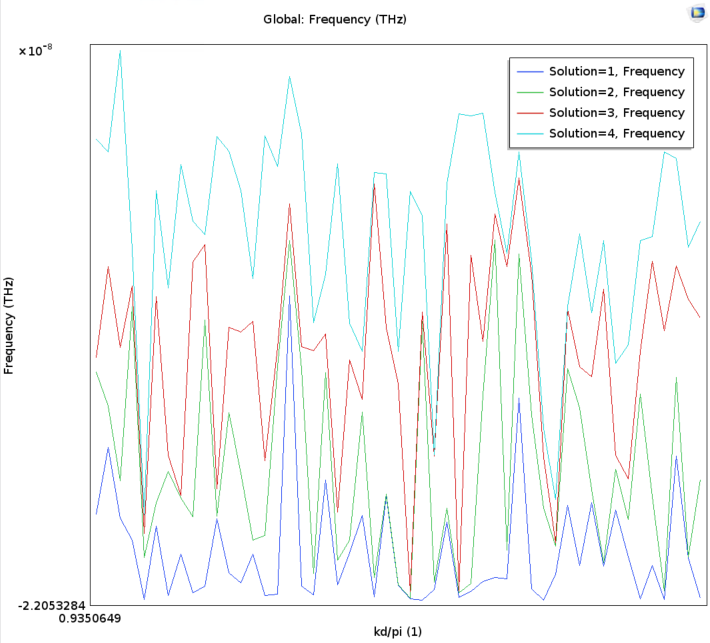 Global: Frequency (THz)
×10⁻⁸
Solution=1, Frequency
Solution=2, Frequency
Solution=3, Frequency
Solution=4, Frequency
Frequency (THz)
-2.2053284
0.9350649
kd/pi (1)